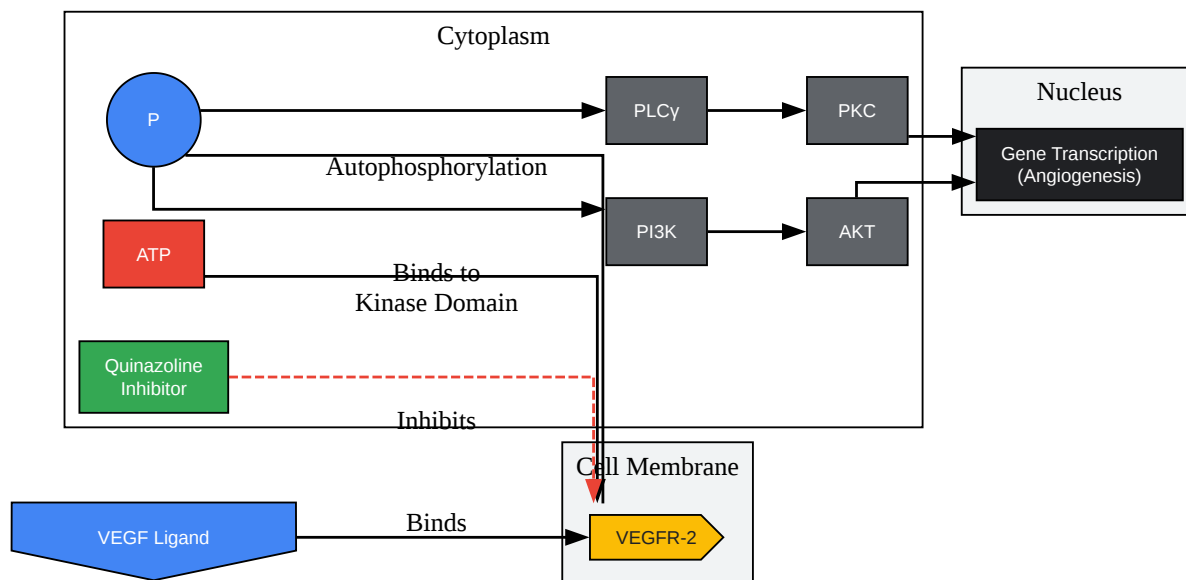 Cytoplasm
P
PLCγ
PKC
Nucleus
Gene Transcription
(Angiogenesis)
Autophosphorylation
PI3K
AKT
ATP
Binds to
Kinase Domain
Quinazoline
Inhibitor
Inhibits
Cell Membrane
VEGF Ligand
Binds
VEGFR-2